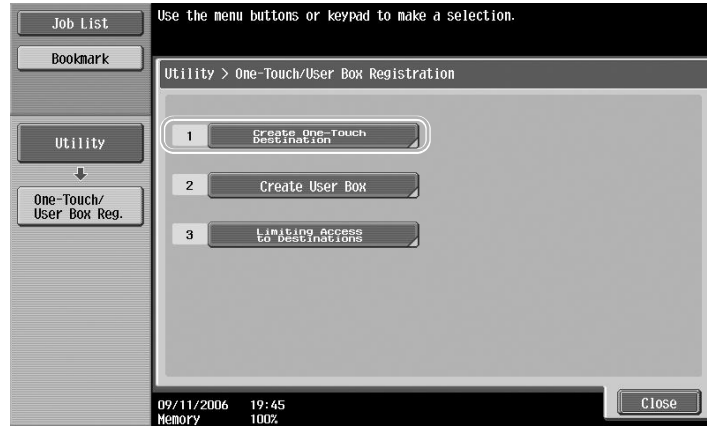 Job List
Bookmark
Utility
One-Touch/
User Box Reg.
Use the menu buttons or keypad to make a selection.
Utility > One-Touch/User Box Registration
1 Create One-Touch
Destination
2 Create User Box
3 Limiting Access
to Destinations
09/11/2006 19:45
Memory 100%
Close